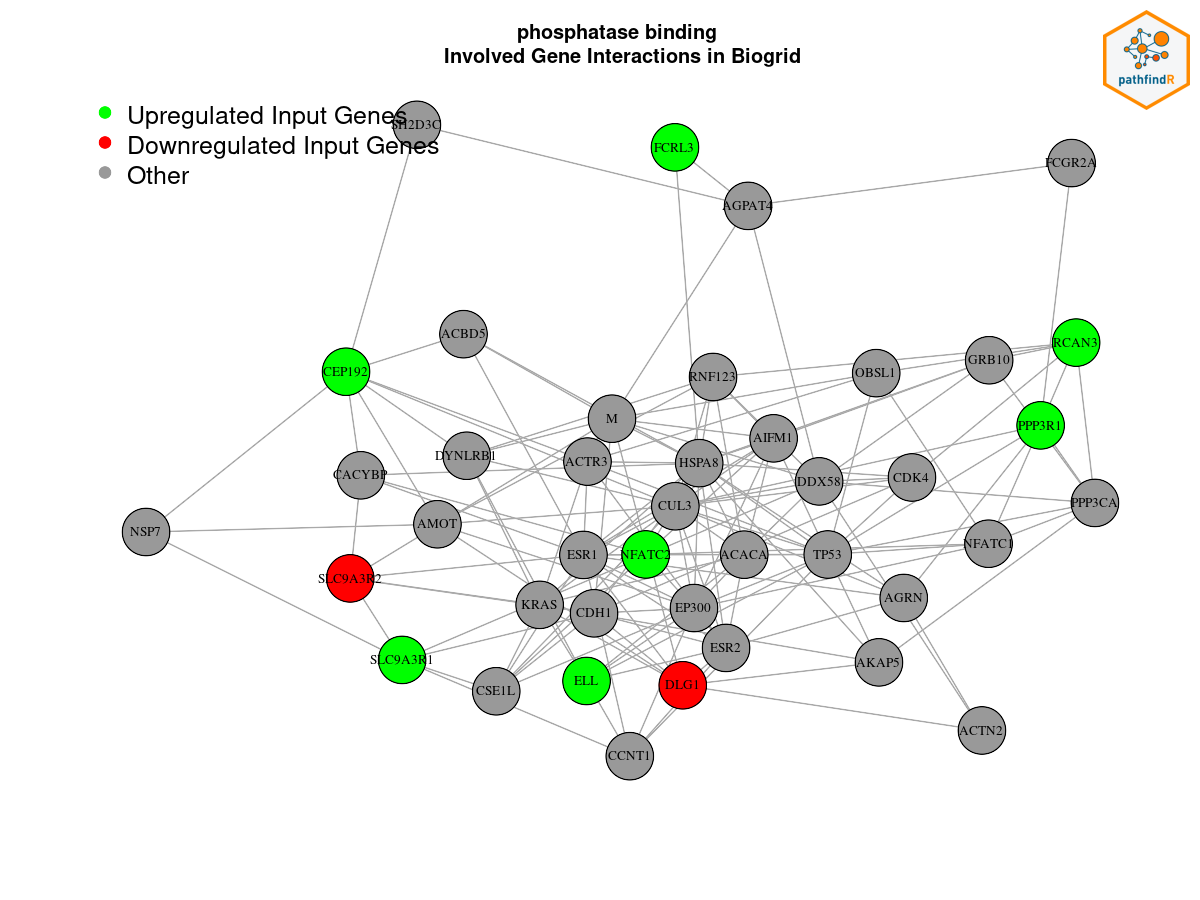 phosphatase binding
Involved Gene Interactions in Biogrid
pathfindR
Upregulated Input Genes
Downregulated Input Genes
Other
SH2D3C
FCRL3
FCGR2A
AGPAT4
ACBD5
RCAN3
CEP192
RNF123
OBSL1
GRB10
M
PPP3R1
AIFM1
DYNLRB1
ACTR3
HSPA8
CACYBP
DDX58
CDK4
CUL3
PPP3CA
NSP7
AMOT
ESR1
NFATC2
ACACA
TP53
NFATC1
SLC9A3R2
KRAS
CDH1
EP300
AGRN
ESR2
SLC9A3R1
AKAP5
CSE1L
ELL
DLG1
ACTN2
CCNT1